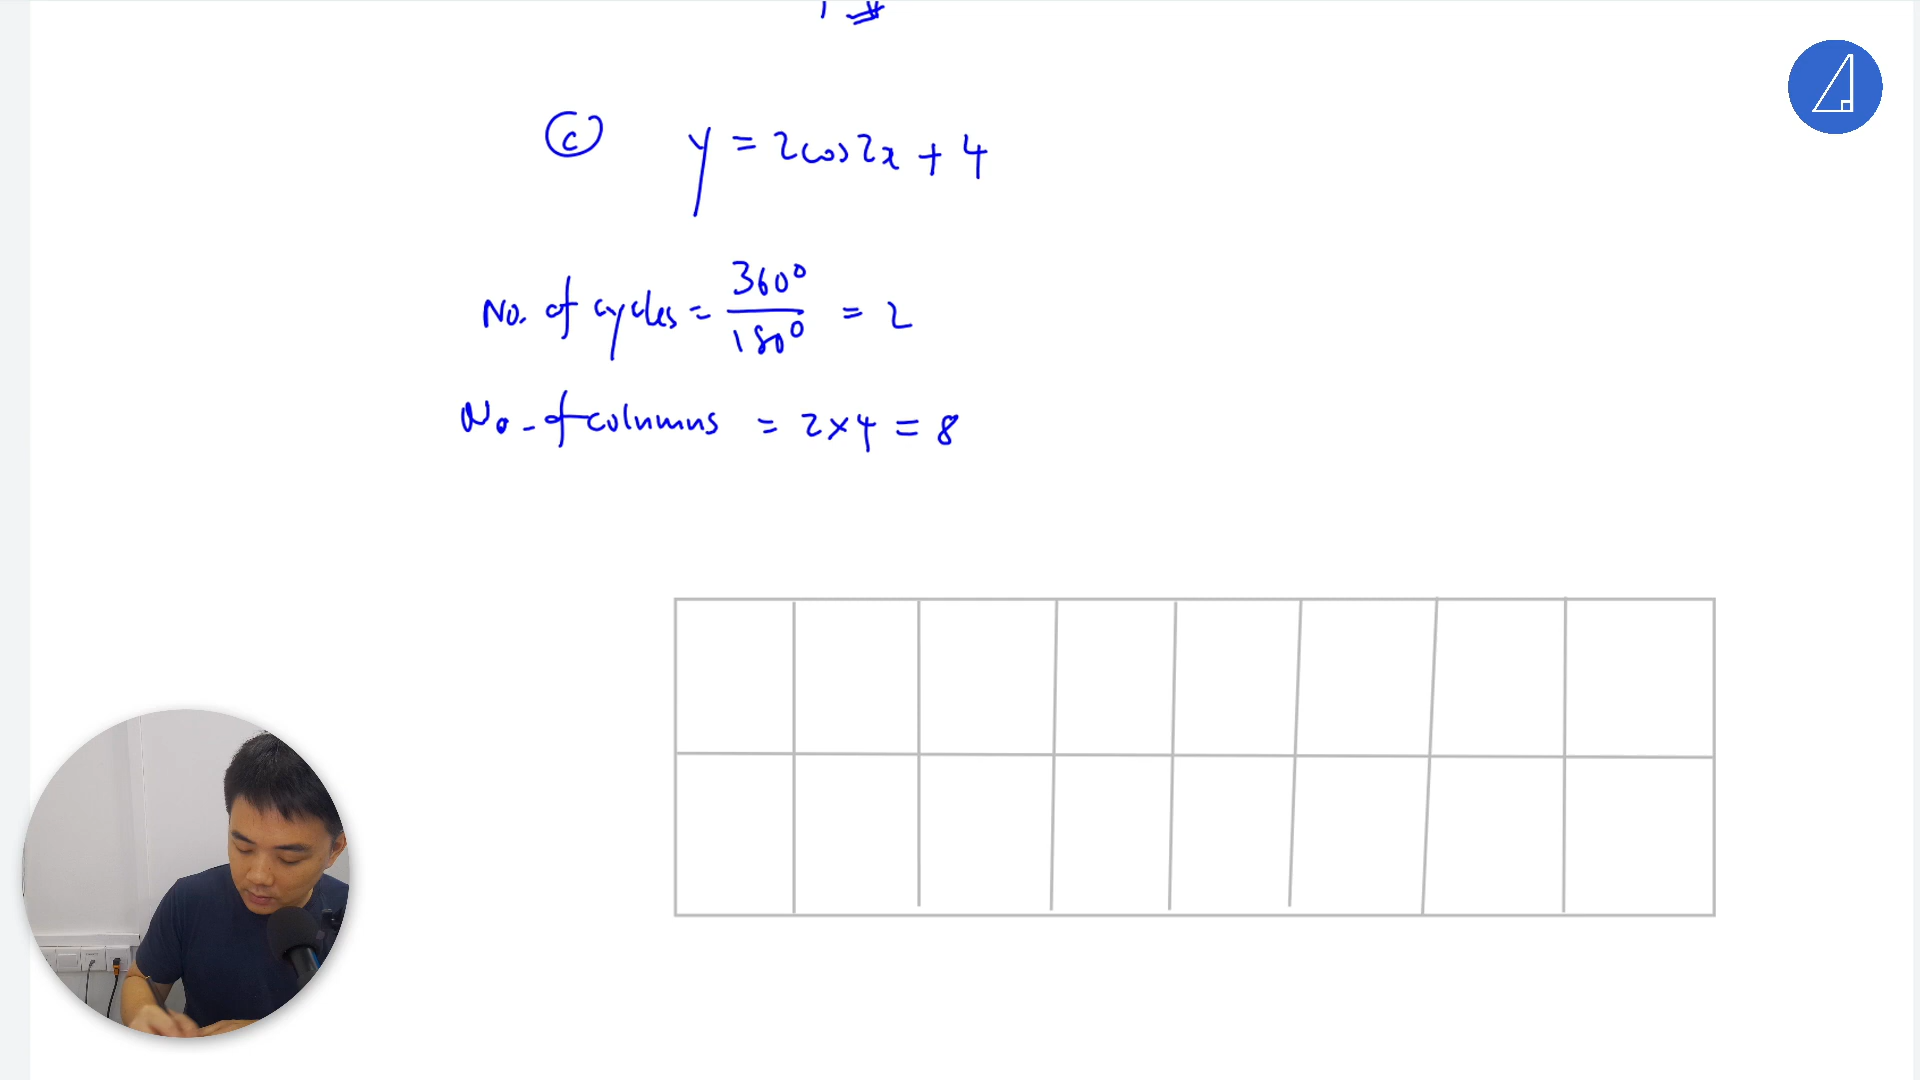 c y = 2cos2x + 4
No. of cycles = 360°/180° = 2
No. of columns = 2×4 = 8